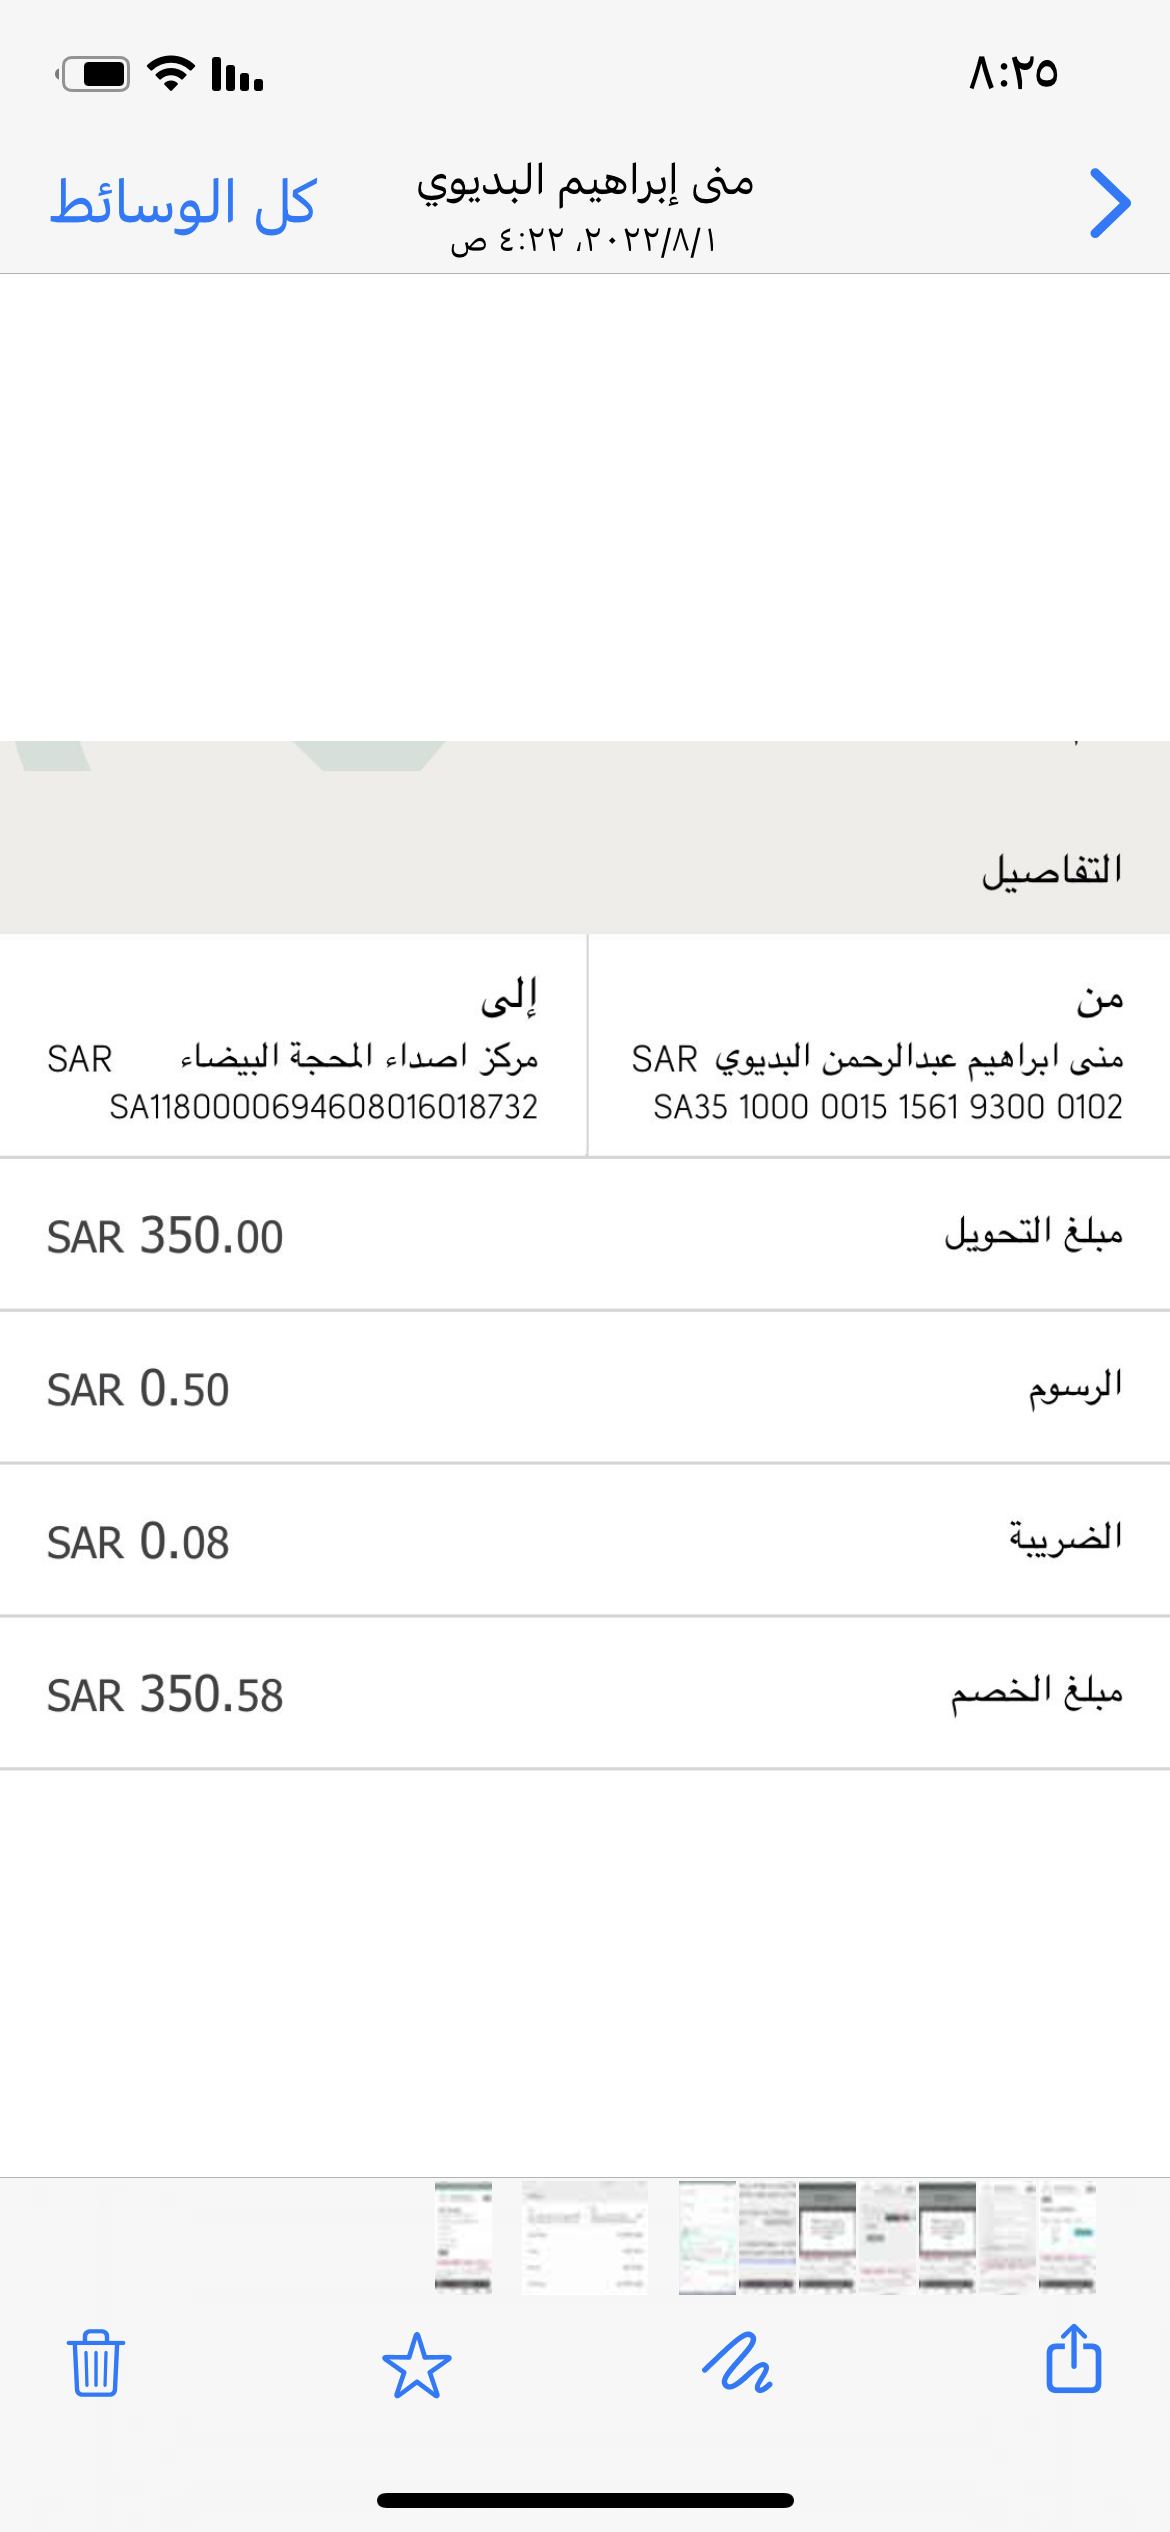 ٨:٢٥
منى إبراهيم البديوي
٢٠٢٢/٨/١، ٤:٢٢ ص
كل الوسائط
التفاصيل
من
منى ابراهيم عبدالرحمن البديوي SAR
SA35 1000 0015 1561 9300 0102
إلى
مركز اصداء المحجة البيضاء SAR
SA1180000694608016018732
مبلغ التحويل SAR 350.00
الرسوم SAR 0.50
الضريبة SAR 0.08
مبلغ الخصم SAR 350.58